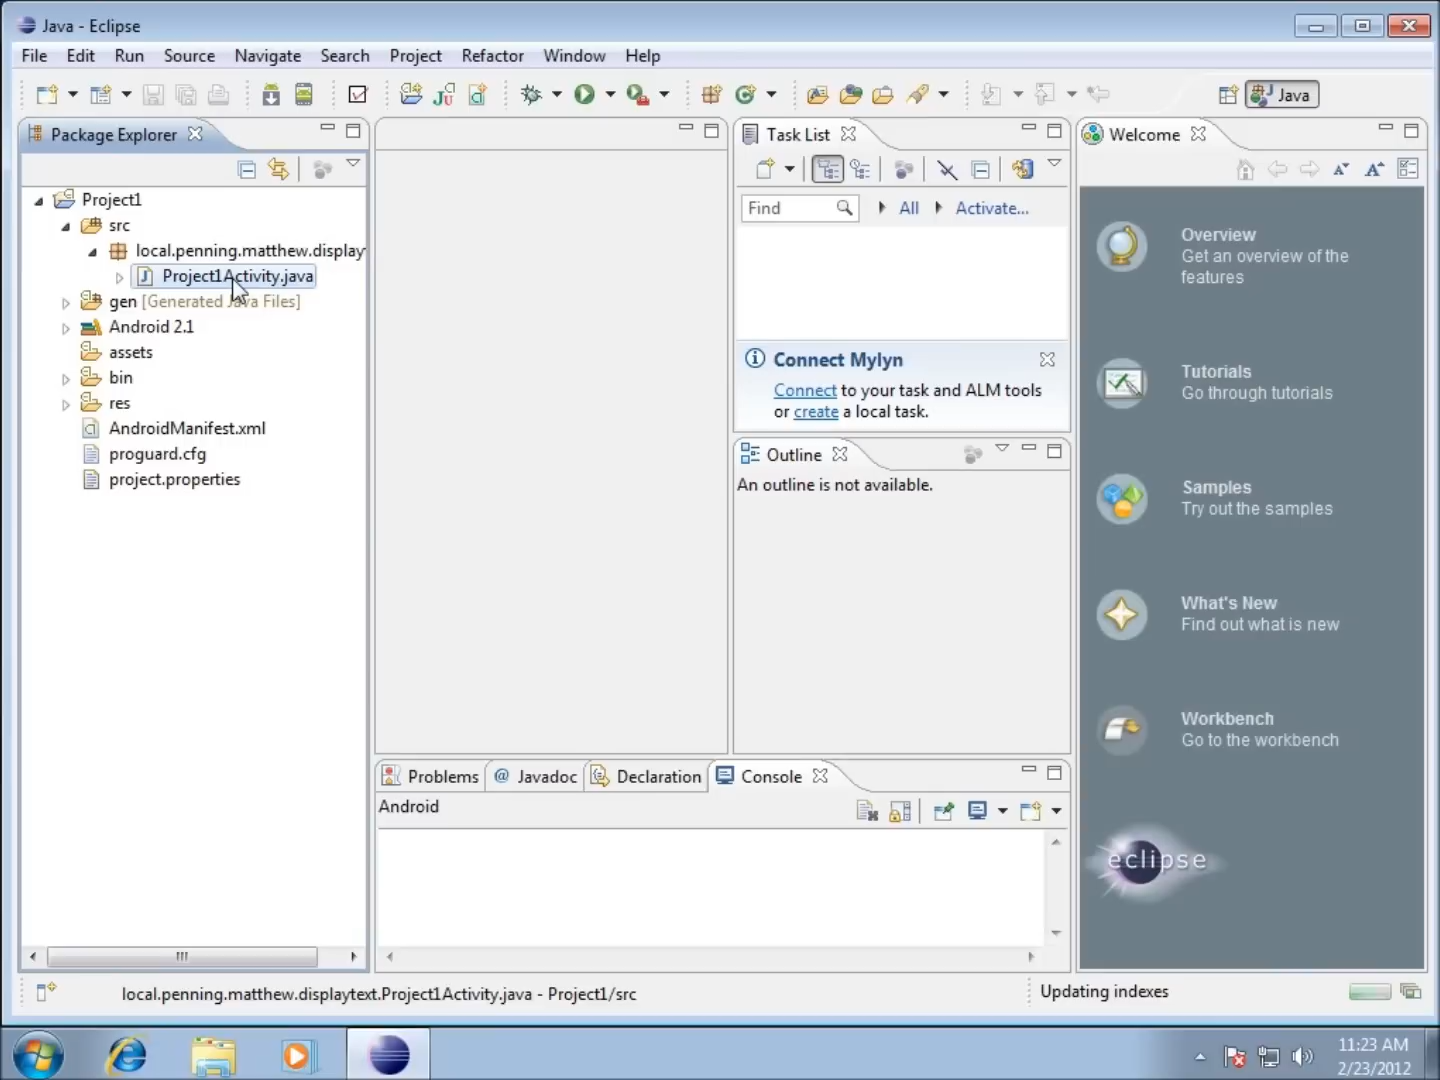 Java - Eclipse
File Edit Run Source Navigate Search Project Refactor Window Help
Java
Package Explorer
Project1
src
local.penning.matthew.display
Project1Activity.java
gen [Generated Java Files]
Android 2.1
assets
bin
res
AndroidManifest.xml
proguard.cfg
project.properties
Task List
Find All Activate...
Connect Mylyn
Connect to your task and ALM tools
or create a local task.
Outline
An outline is not available.
Welcome
Overview
Get an overview of the
features
Tutorials
Go through tutorials
Samples
Try out the samples
What's New
Find out what is new
Workbench
Go to the workbench
eclipse
Problems Javadoc Declaration Console
Android
local.penning.matthew.displaytext.Project1Activity.java - Project1/src
Updating indexes
11:23 AM
2/23/2012